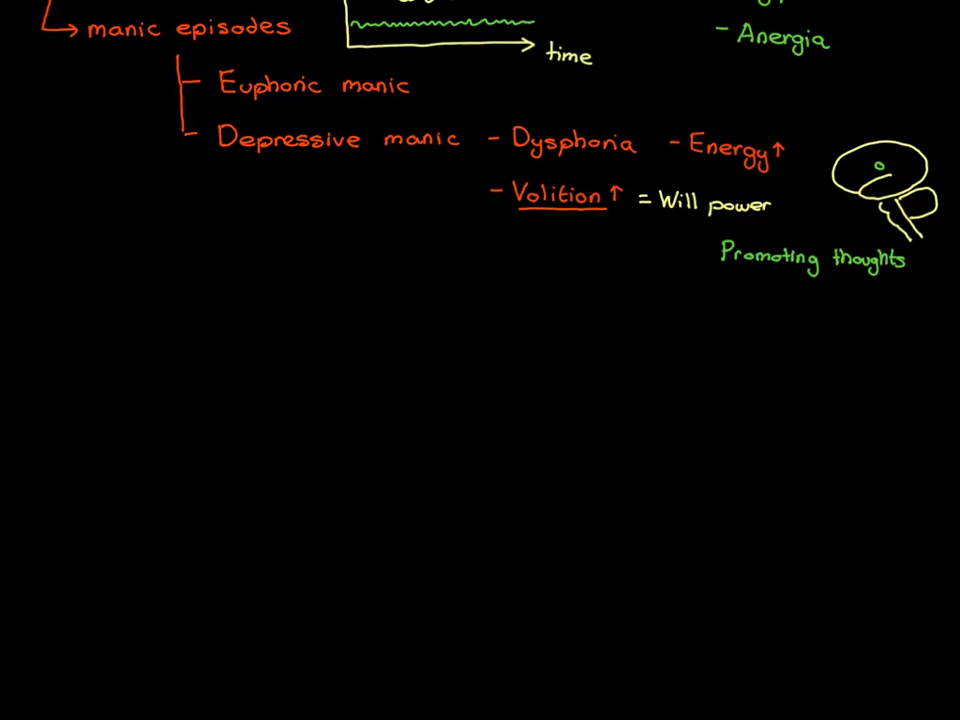 manic episodes
time
- Anergia
Euphoric manic
Depressive manic - Dysphoria - Energy↑
- Volition ↑ = Will power
Promoting thoughts